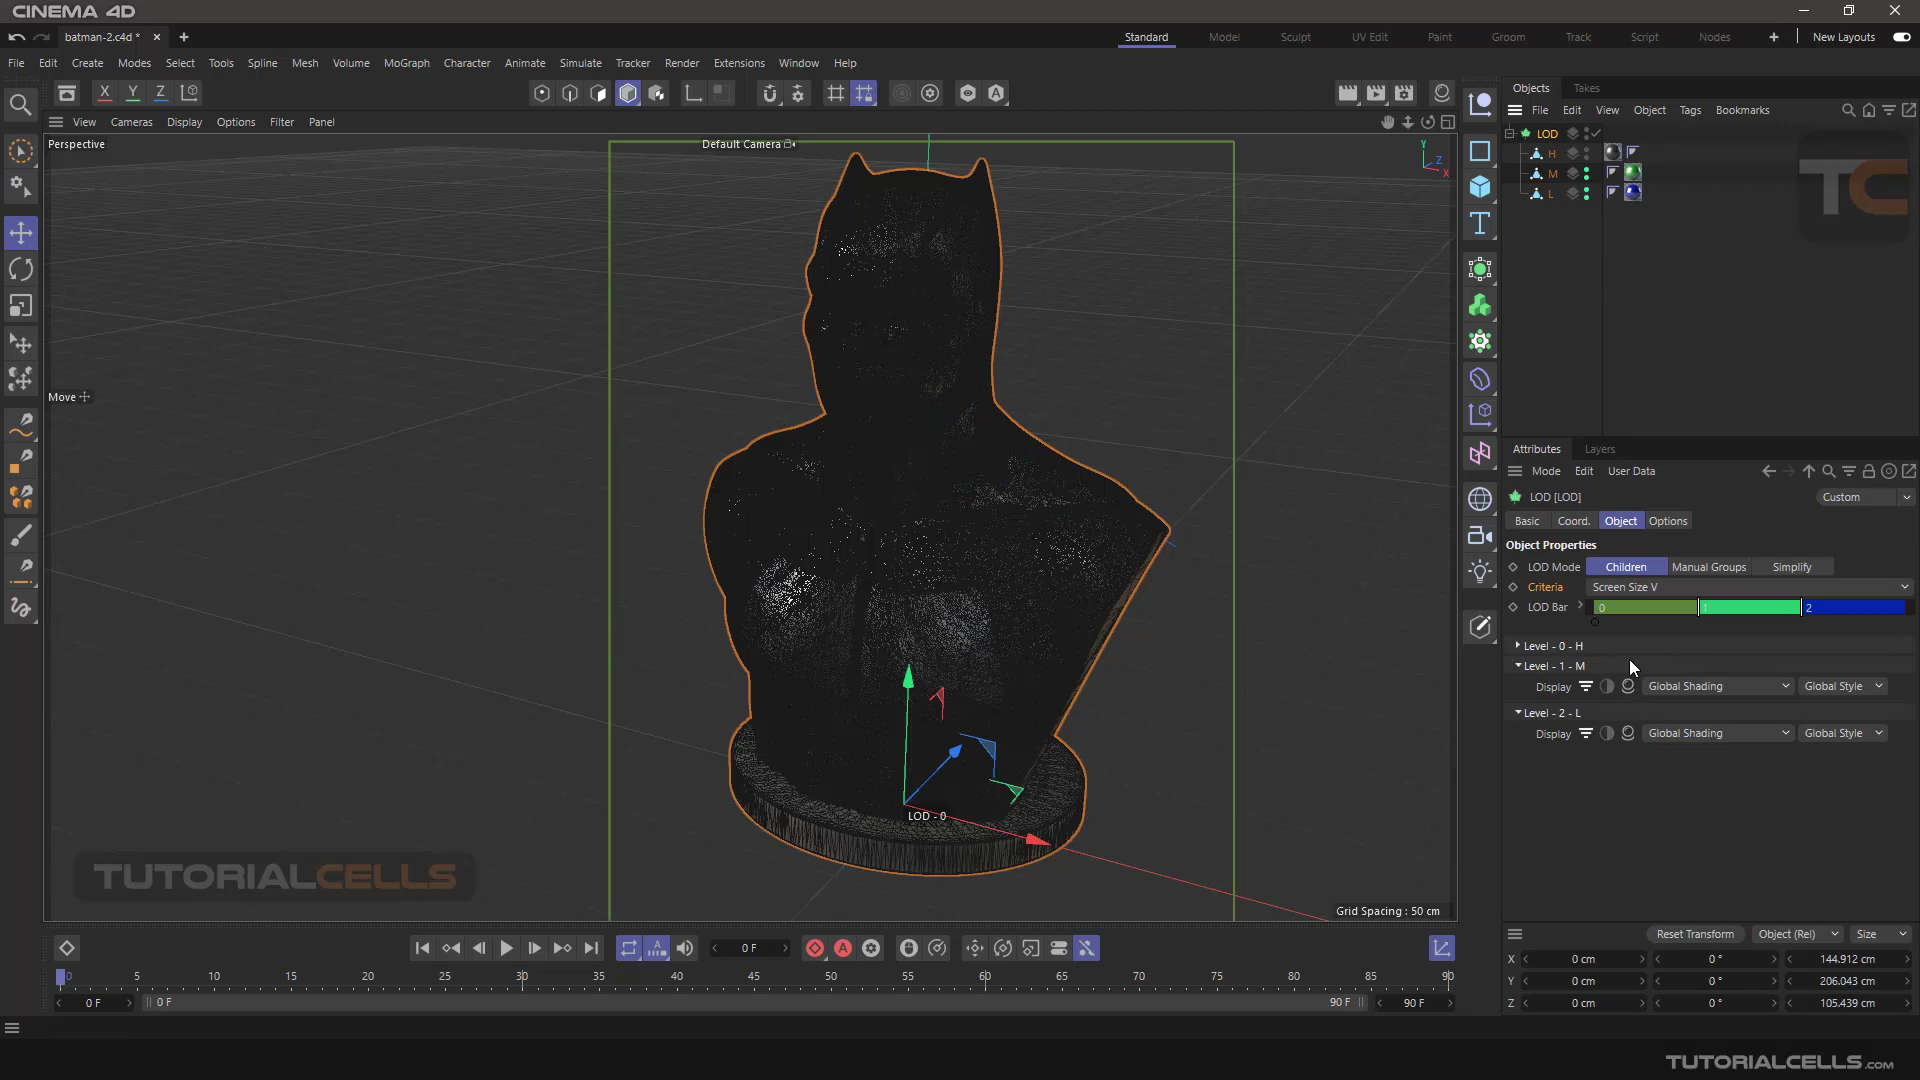 CINEMA 4D
batman-2.c4d *
Standard Model Sculpt UV Edit Paint Groom Track Script Nodes New Layouts
File Edit Create Modes Select Tools Spline Mesh Volume MoGraph Character Animate Simulate Tracker Render Extensions Window Help
X Y Z
View Cameras Display Options Filter Panel
Perspective
Default Camera
Y
Z
X
Move
LOD - 0
Grid Spacing : 50 cm
TUTORIALCELLS
Objects Takes
File Edit View Object Tags Bookmarks
LOD
H
M
L
TC
Attributes Layers
Mode Edit User Data
LOD [LOD] Custom
Basic Coord. Object Options
Object Properties
LOD Mode Children Manual Groups Simplify
Criteria Screen Size V
LOD Bar 0 1 2
Level - 0 - H
Level - 1 - M
Display Global Shading Global Style
Level - 2 - L
Display Global Shading Global Style
0 F
0 5 10 15 20 25 30 35 40 45 50 55 60 65 70 75 80 85 90
0 F 0 F 90 F 90 F
Reset Transform Object (Rel) Size
X 0 cm 0 ° 144.912 cm
Y 0 cm 0 ° 206.043 cm
Z 0 cm 0 ° 105.439 cm
TUTORIALCELLS.COM